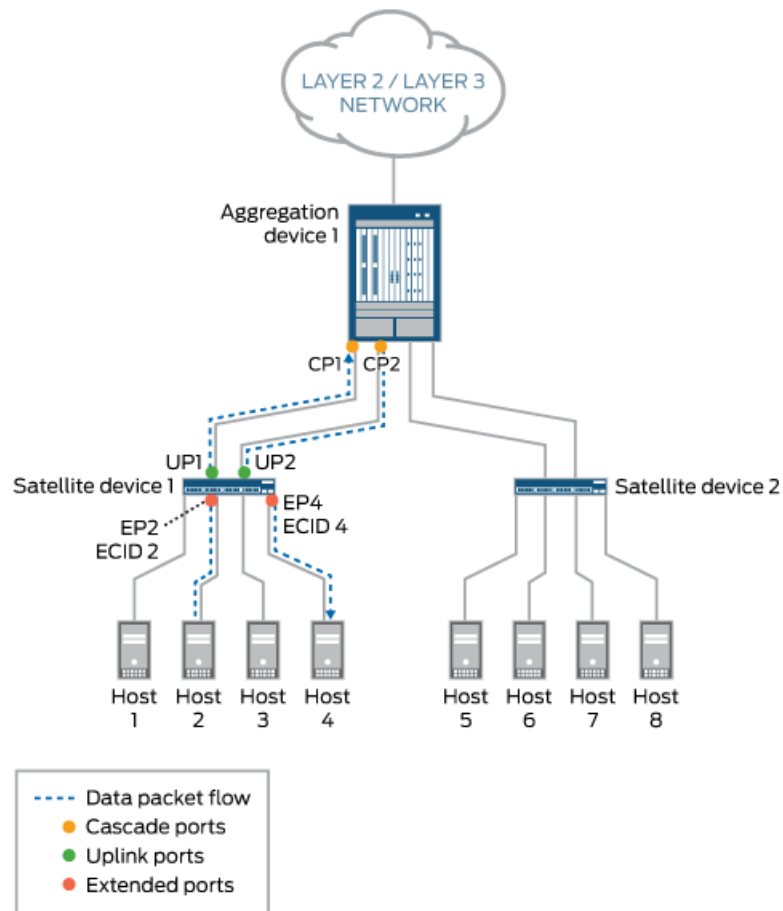 LAYER 2 / LAYER 3
NETWORK
Aggregation
device 1
CP1 CP2
UP1 UP2
Satellite device 1
Satellite device 2
EP2
ECID 2
EP4
ECID 4
Host
1
Host
2
Host
3
Host
4
Host
5
Host
6
Host
7
Host
8
Data packet flow
Cascade ports
Uplink ports
Extended ports